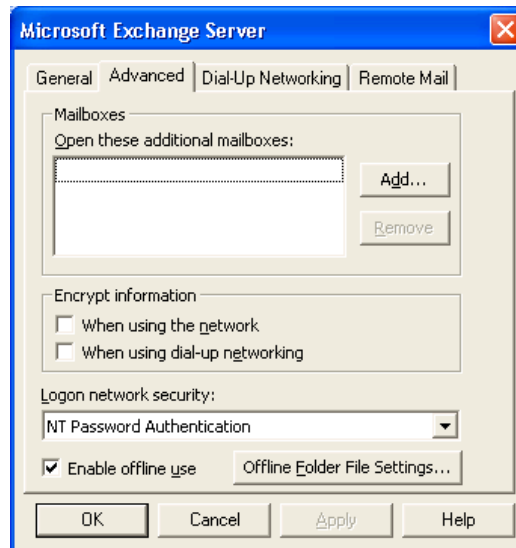 Microsoft Exchange Server
General Advanced Dial-Up Networking Remote Mail
Mailboxes
Open these additional mailboxes:
Add...
Remove
Encrypt information
When using the network
When using dial-up networking
Logon network security:
NT Password Authentication
Enable offline use Offline Folder File Settings...
OK Cancel Apply Help